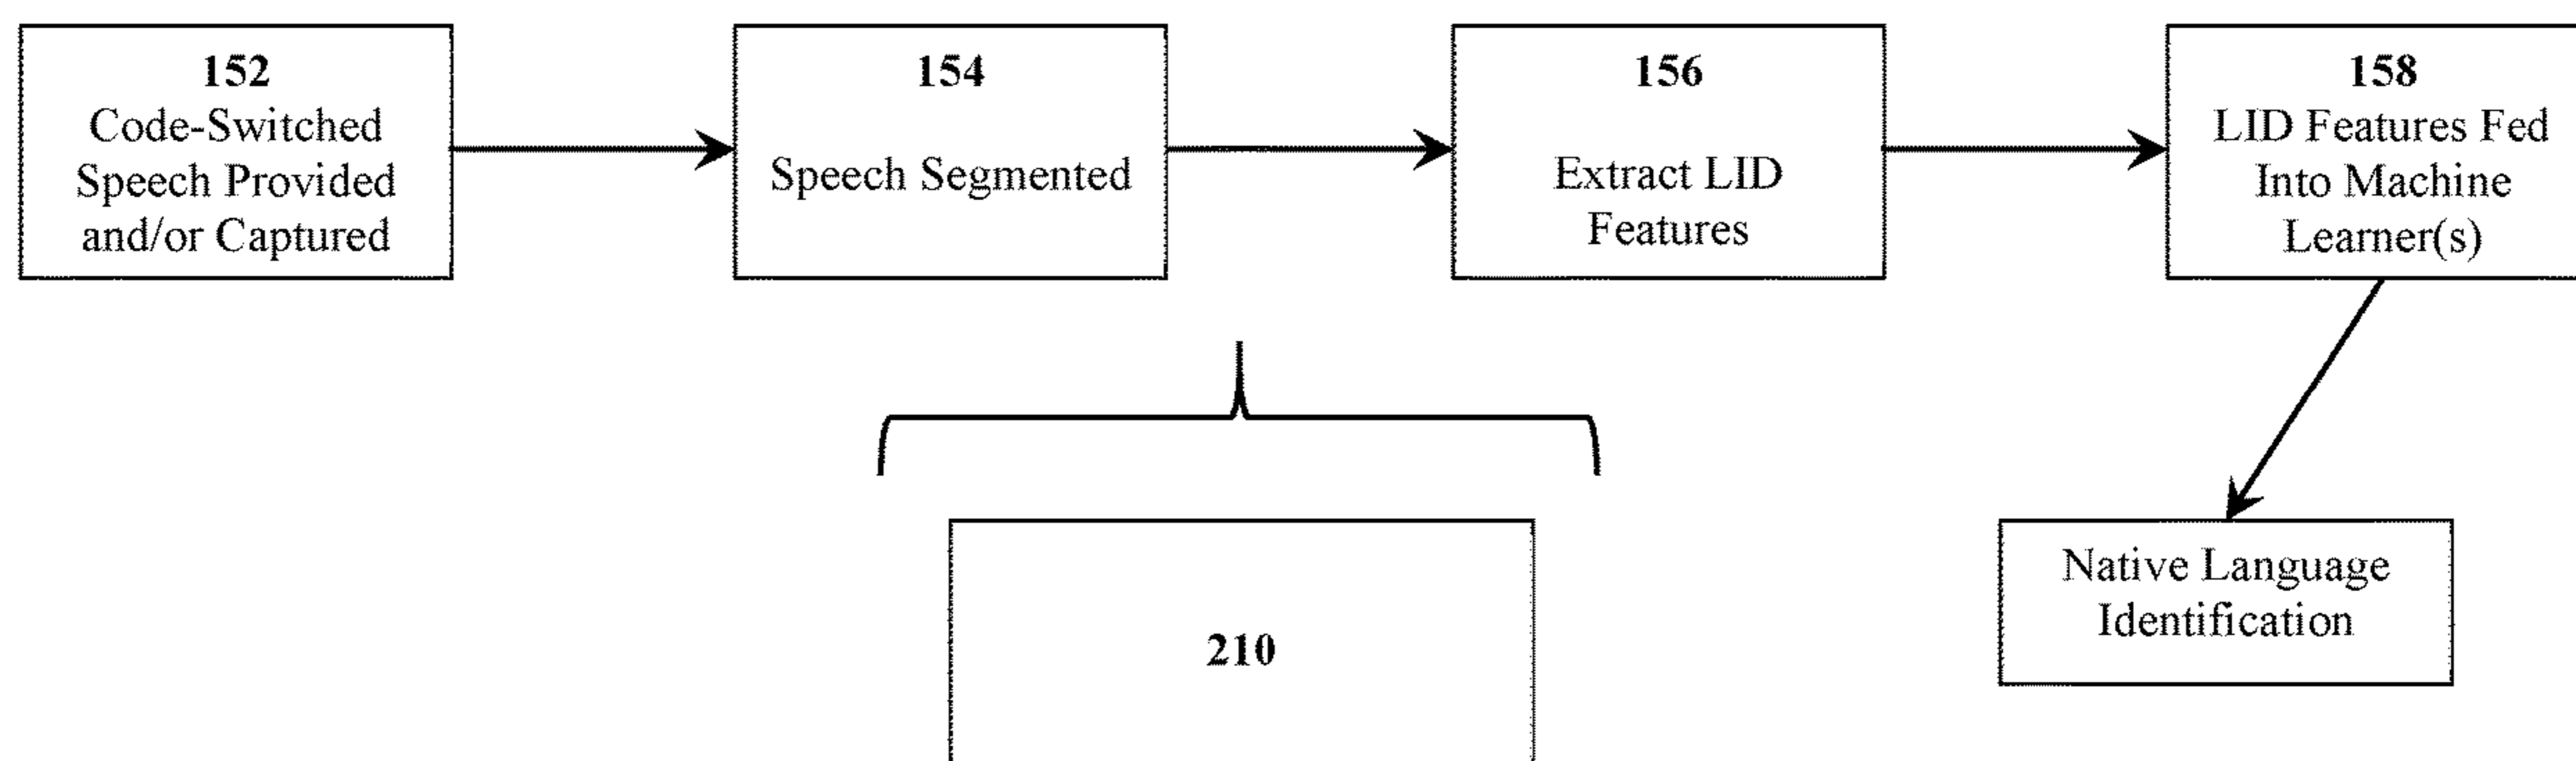 152
Code-Switched
Speech Provided
and/or Captured
154
Speech Segmented
156
Extract LID
Features
158
LID Features Fed
Into Machine
Learner(s)
Native Language
Identification
210